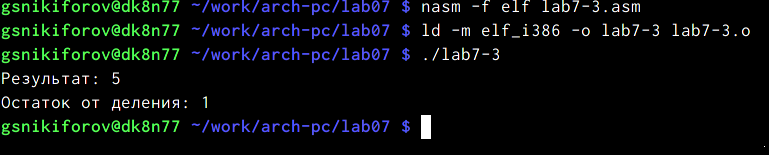 gsnikiforov@dk8n77 ~/work/arch-pc/lab07 $ nasm -f elf lab7-3.asm
gsnikiforov@dk8n77 ~/work/arch-pc/lab07 $ ld -m elf_i386 -o lab7-3 lab7-3.o
gsnikiforov@dk8n77 ~/work/arch-pc/lab07 $ ./lab7-3
Результат: 5
Остаток от деления: 1
gsnikiforov@dk8n77 ~/work/arch-pc/lab07 $